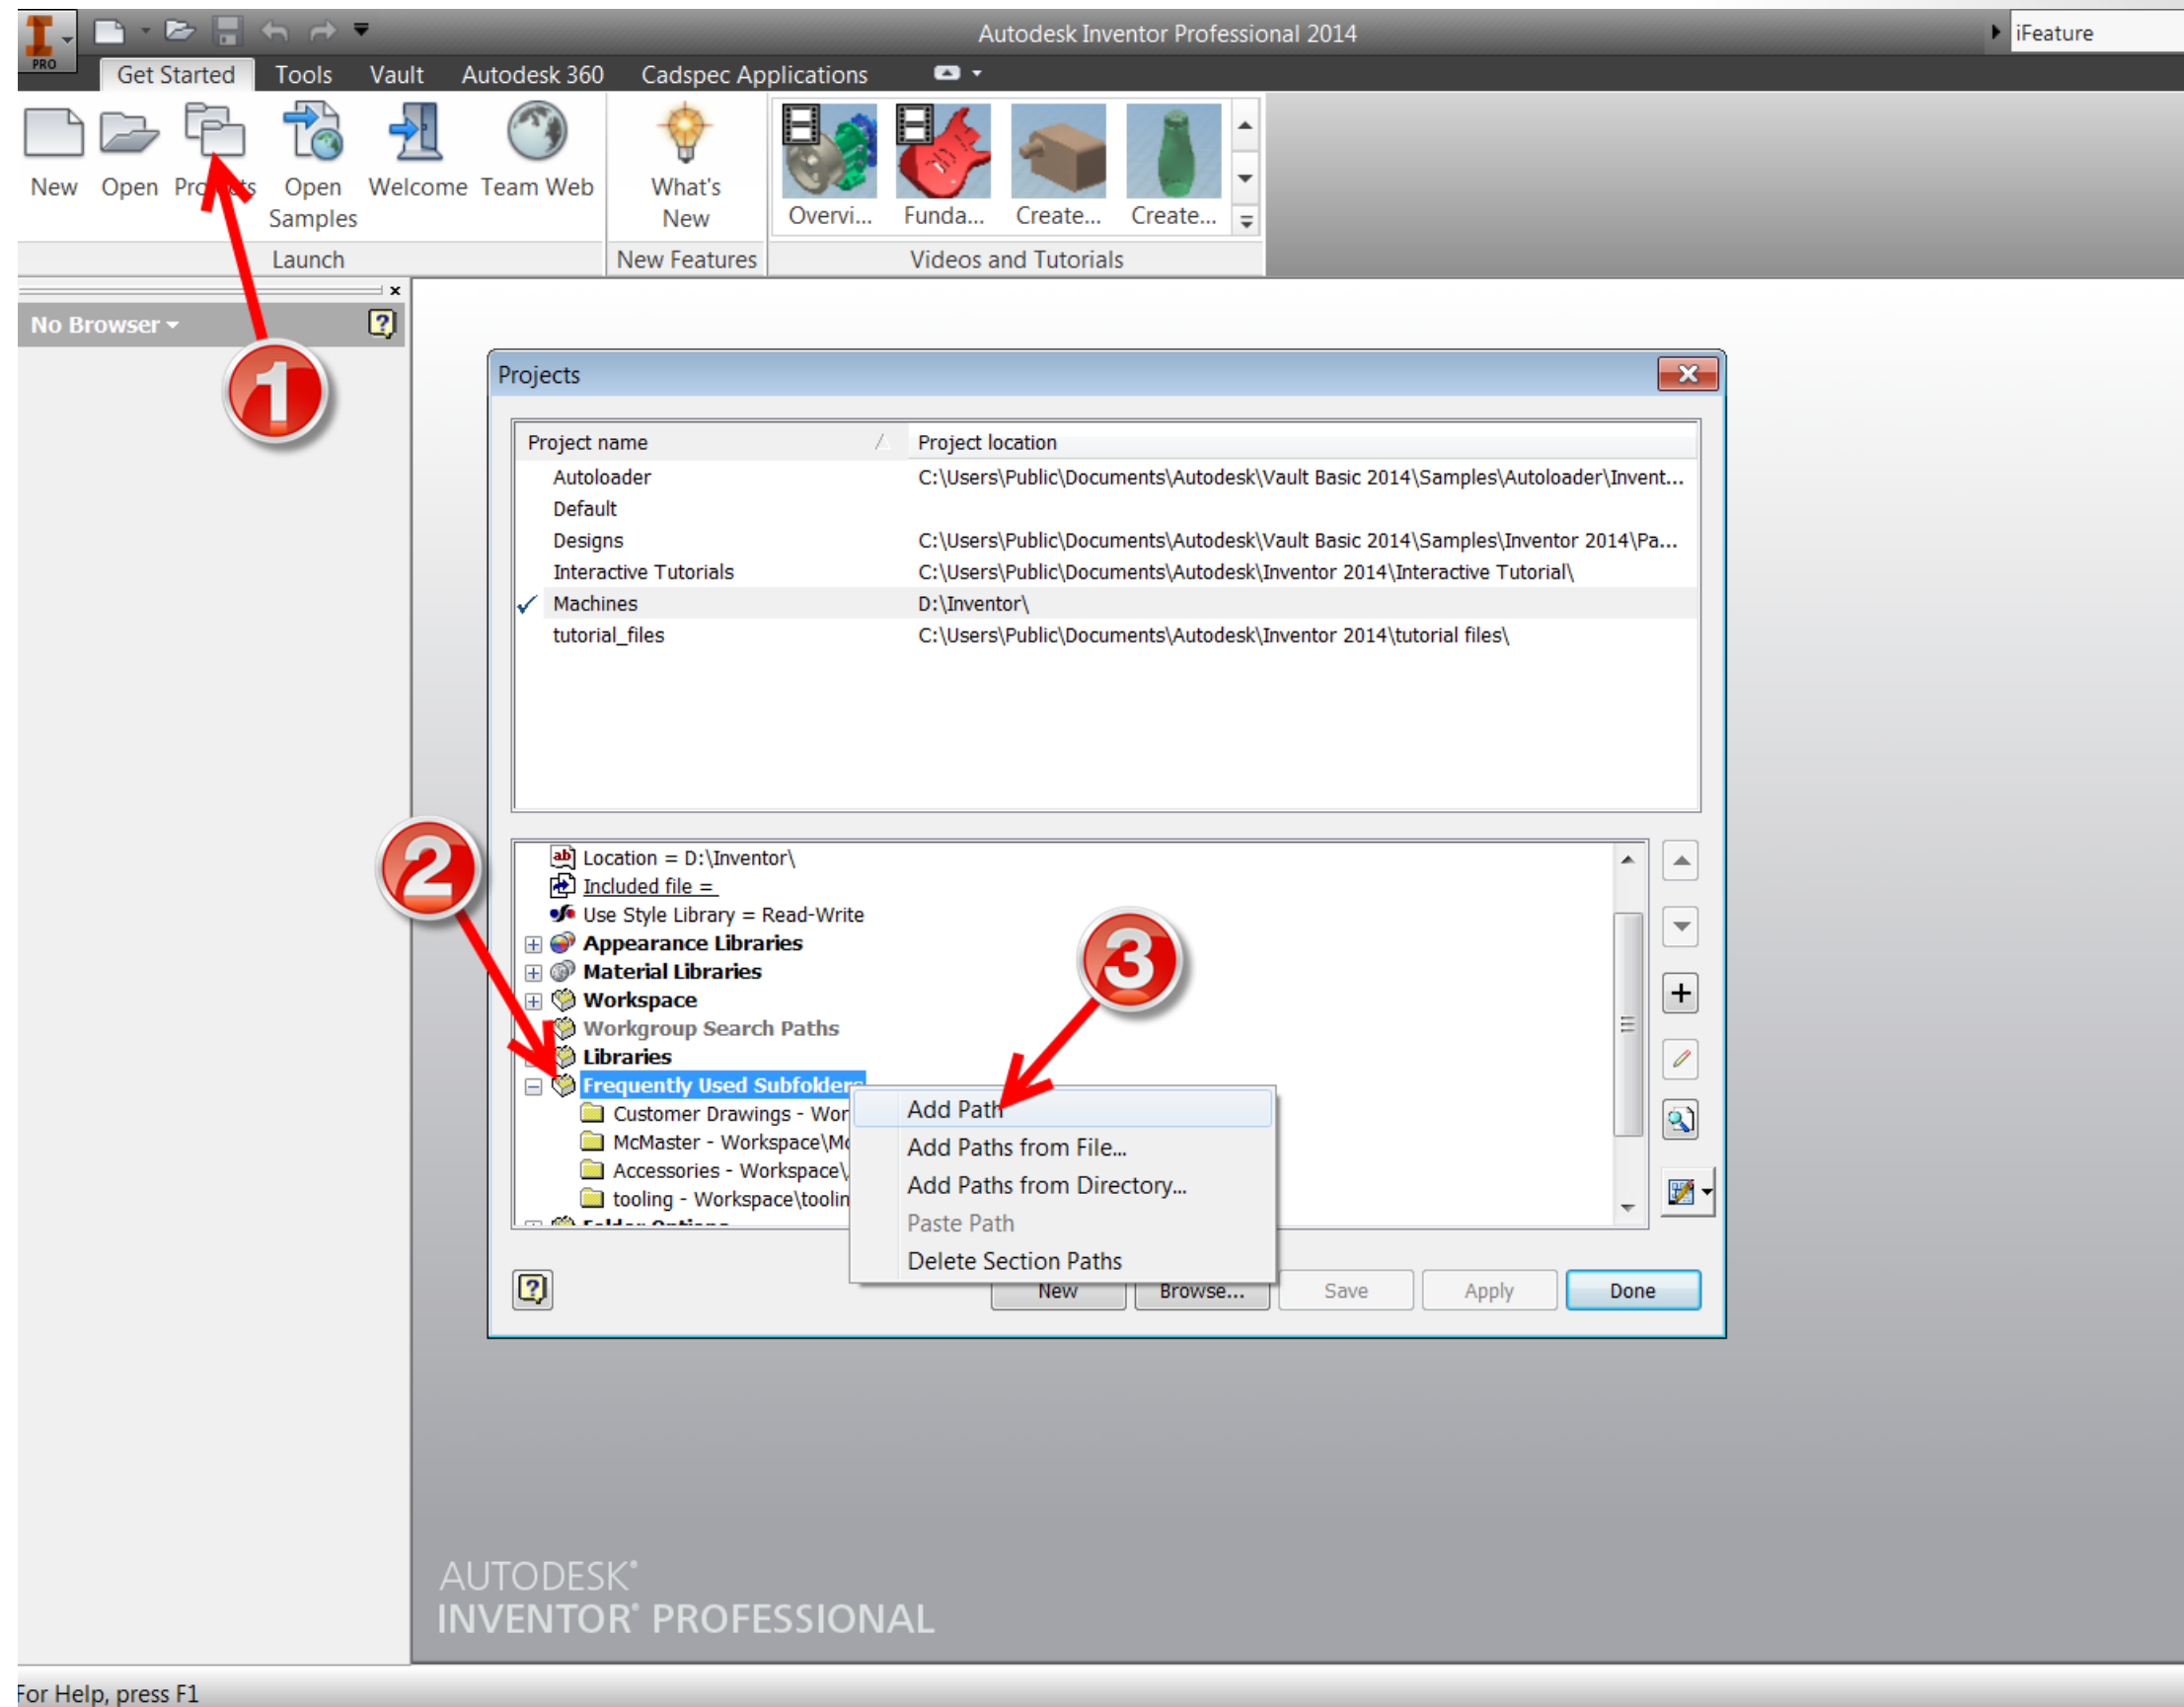 Autodesk Inventor Professional 2014
iFeature
PRO
Get Started Tools Vault Autodesk 360 Cadspec Applications
New Open Projects Open Samples Welcome Team Web What's New Overvi... Funda... Create... Create...
Launch New Features Videos and Tutorials
No Browser
1
Projects
Project name Project location
Autoloader C:\Users\Public\Documents\Autodesk\Vault Basic 2014\Samples\Autoloader\Invent...
Default
Designs C:\Users\Public\Documents\Autodesk\Vault Basic 2014\Samples\Inventor 2014\Pa...
Interactive Tutorials C:\Users\Public\Documents\Autodesk\Inventor 2014\Interactive Tutorial\
Machines D:\Inventor\
tutorial_files C:\Users\Public\Documents\Autodesk\Inventor 2014\tutorial files\
2
Location = D:\Inventor\
Included file =
Use Style Library = Read-Write
Appearance Libraries
3
Material Libraries
Workspace
Workgroup Search Paths
Libraries
Frequently Used Subfolders
Customer Drawings - Wor
McMaster - Workspace\Mc
Accessories - Workspace\
tooling - Workspace\toolin
Folder Options
Add Path
Add Paths from File...
Add Paths from Directory...
Paste Path
Delete Section Paths
New Browse... Save Apply Done
AUTODESK®
INVENTOR® PROFESSIONAL
For Help, press F1